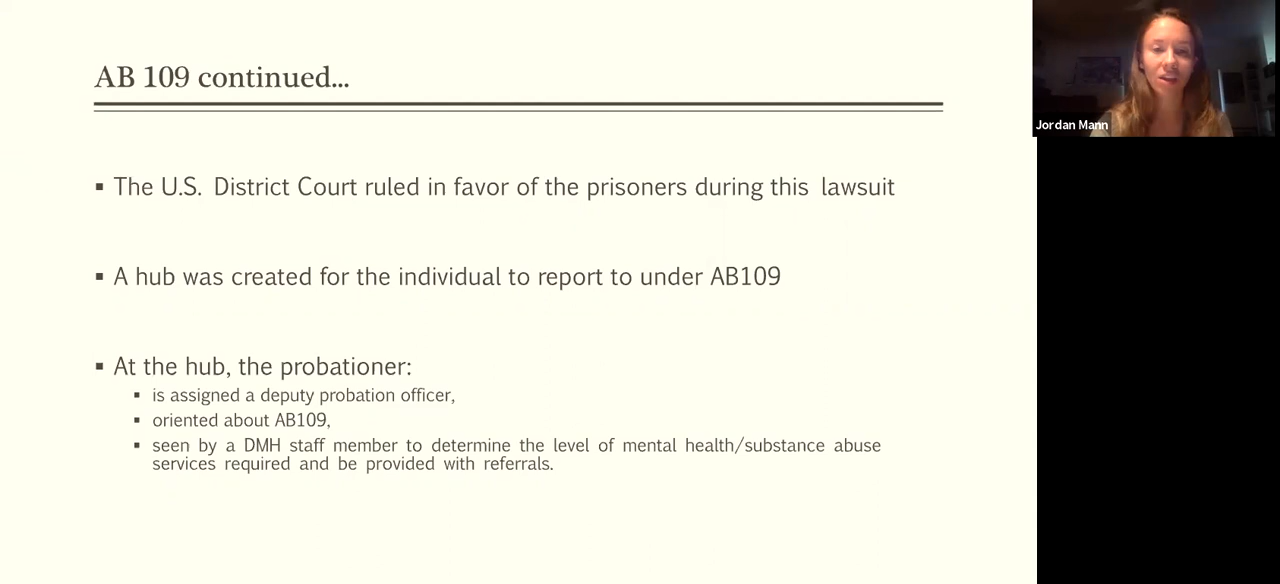 AB 109 continued...
▪ The U.S. District Court ruled in favor of the prisoners during this lawsuit
▪ A hub was created for the individual to report to under AB109
▪ At the hub, the probationer:
▪ is assigned a deputy probation officer,
▪ oriented about AB109,
▪ seen by a DMH staff member to determine the level of mental health/substance abuse
services required and be provided with referrals.
Jordan Mann